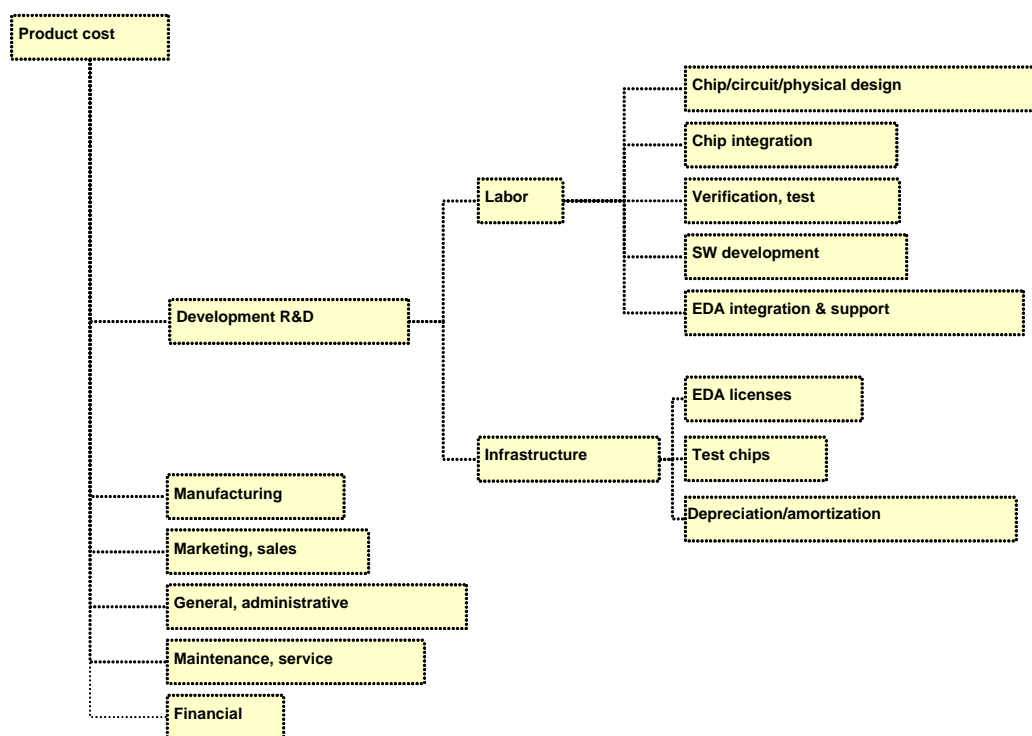 Product cost
Chip/circuit/physical design
Chip integration
Labor
Verification, test
SW development
Development R&D
EDA integration & support
EDA licenses
Infrastructure
Test chips
Manufacturing
Depreciation/amortization
Marketing, sales
General, administrative
Maintenance, service
Financial